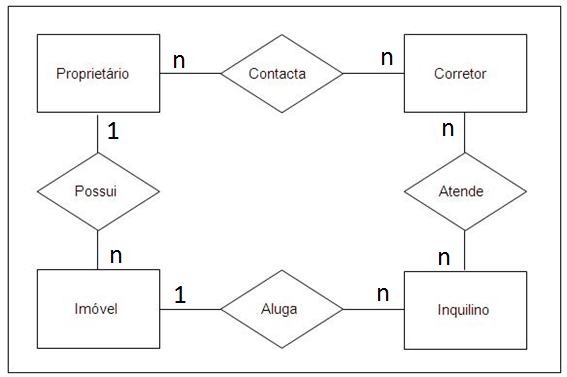 Proprietário
n
Contacta
n
Corretor
1
n
Possui
Atende
n
n
Imóvel
1
Aluga
n
Inquilino